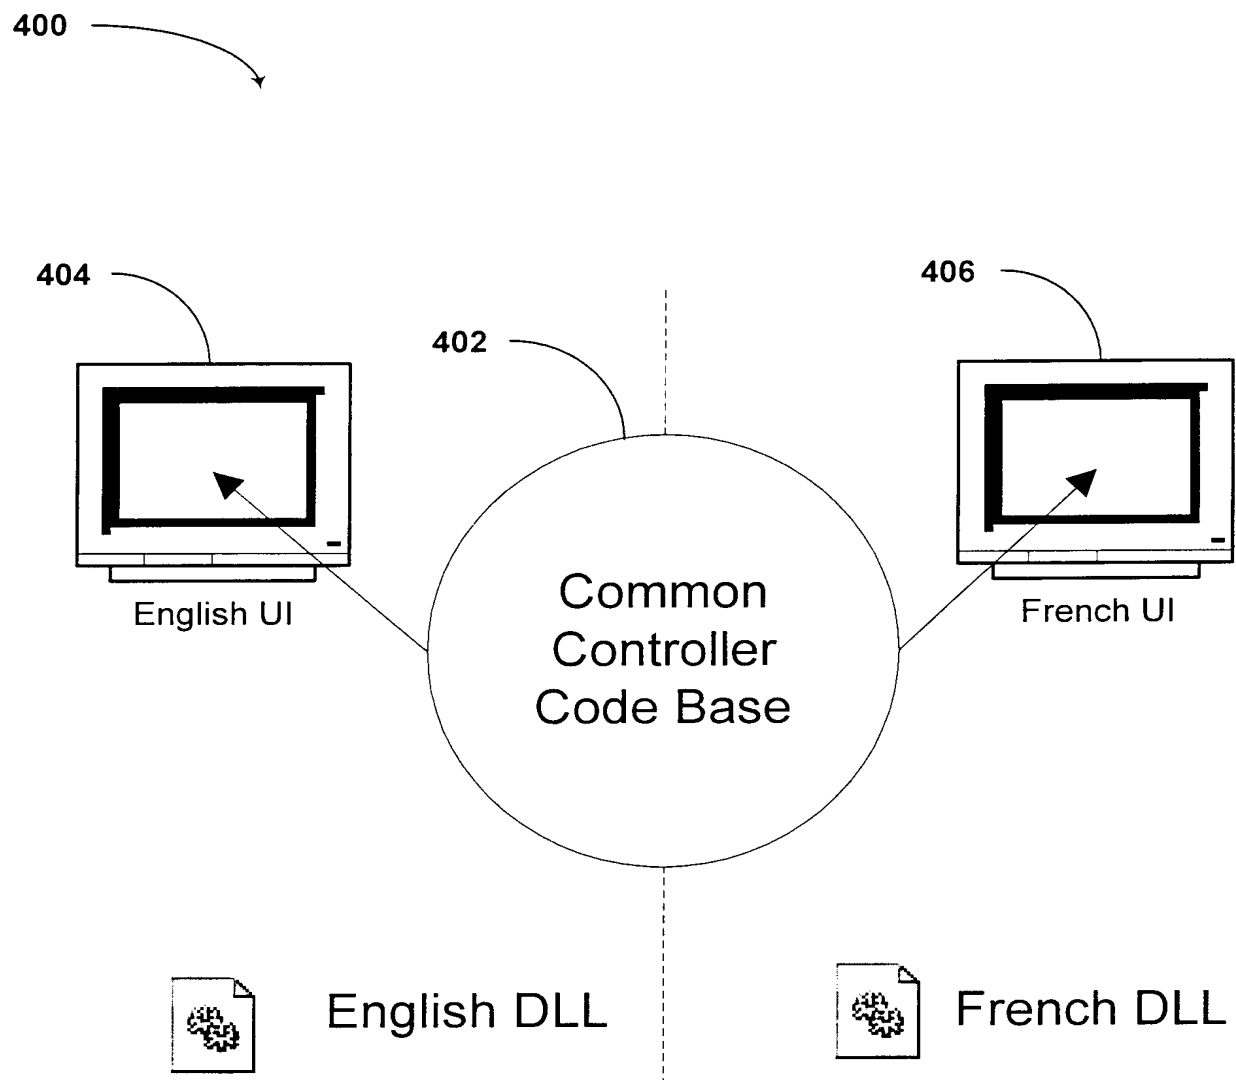 400
404
406
402
English UI
French UI
Common
Controller
Code Base
English DLL
French DLL